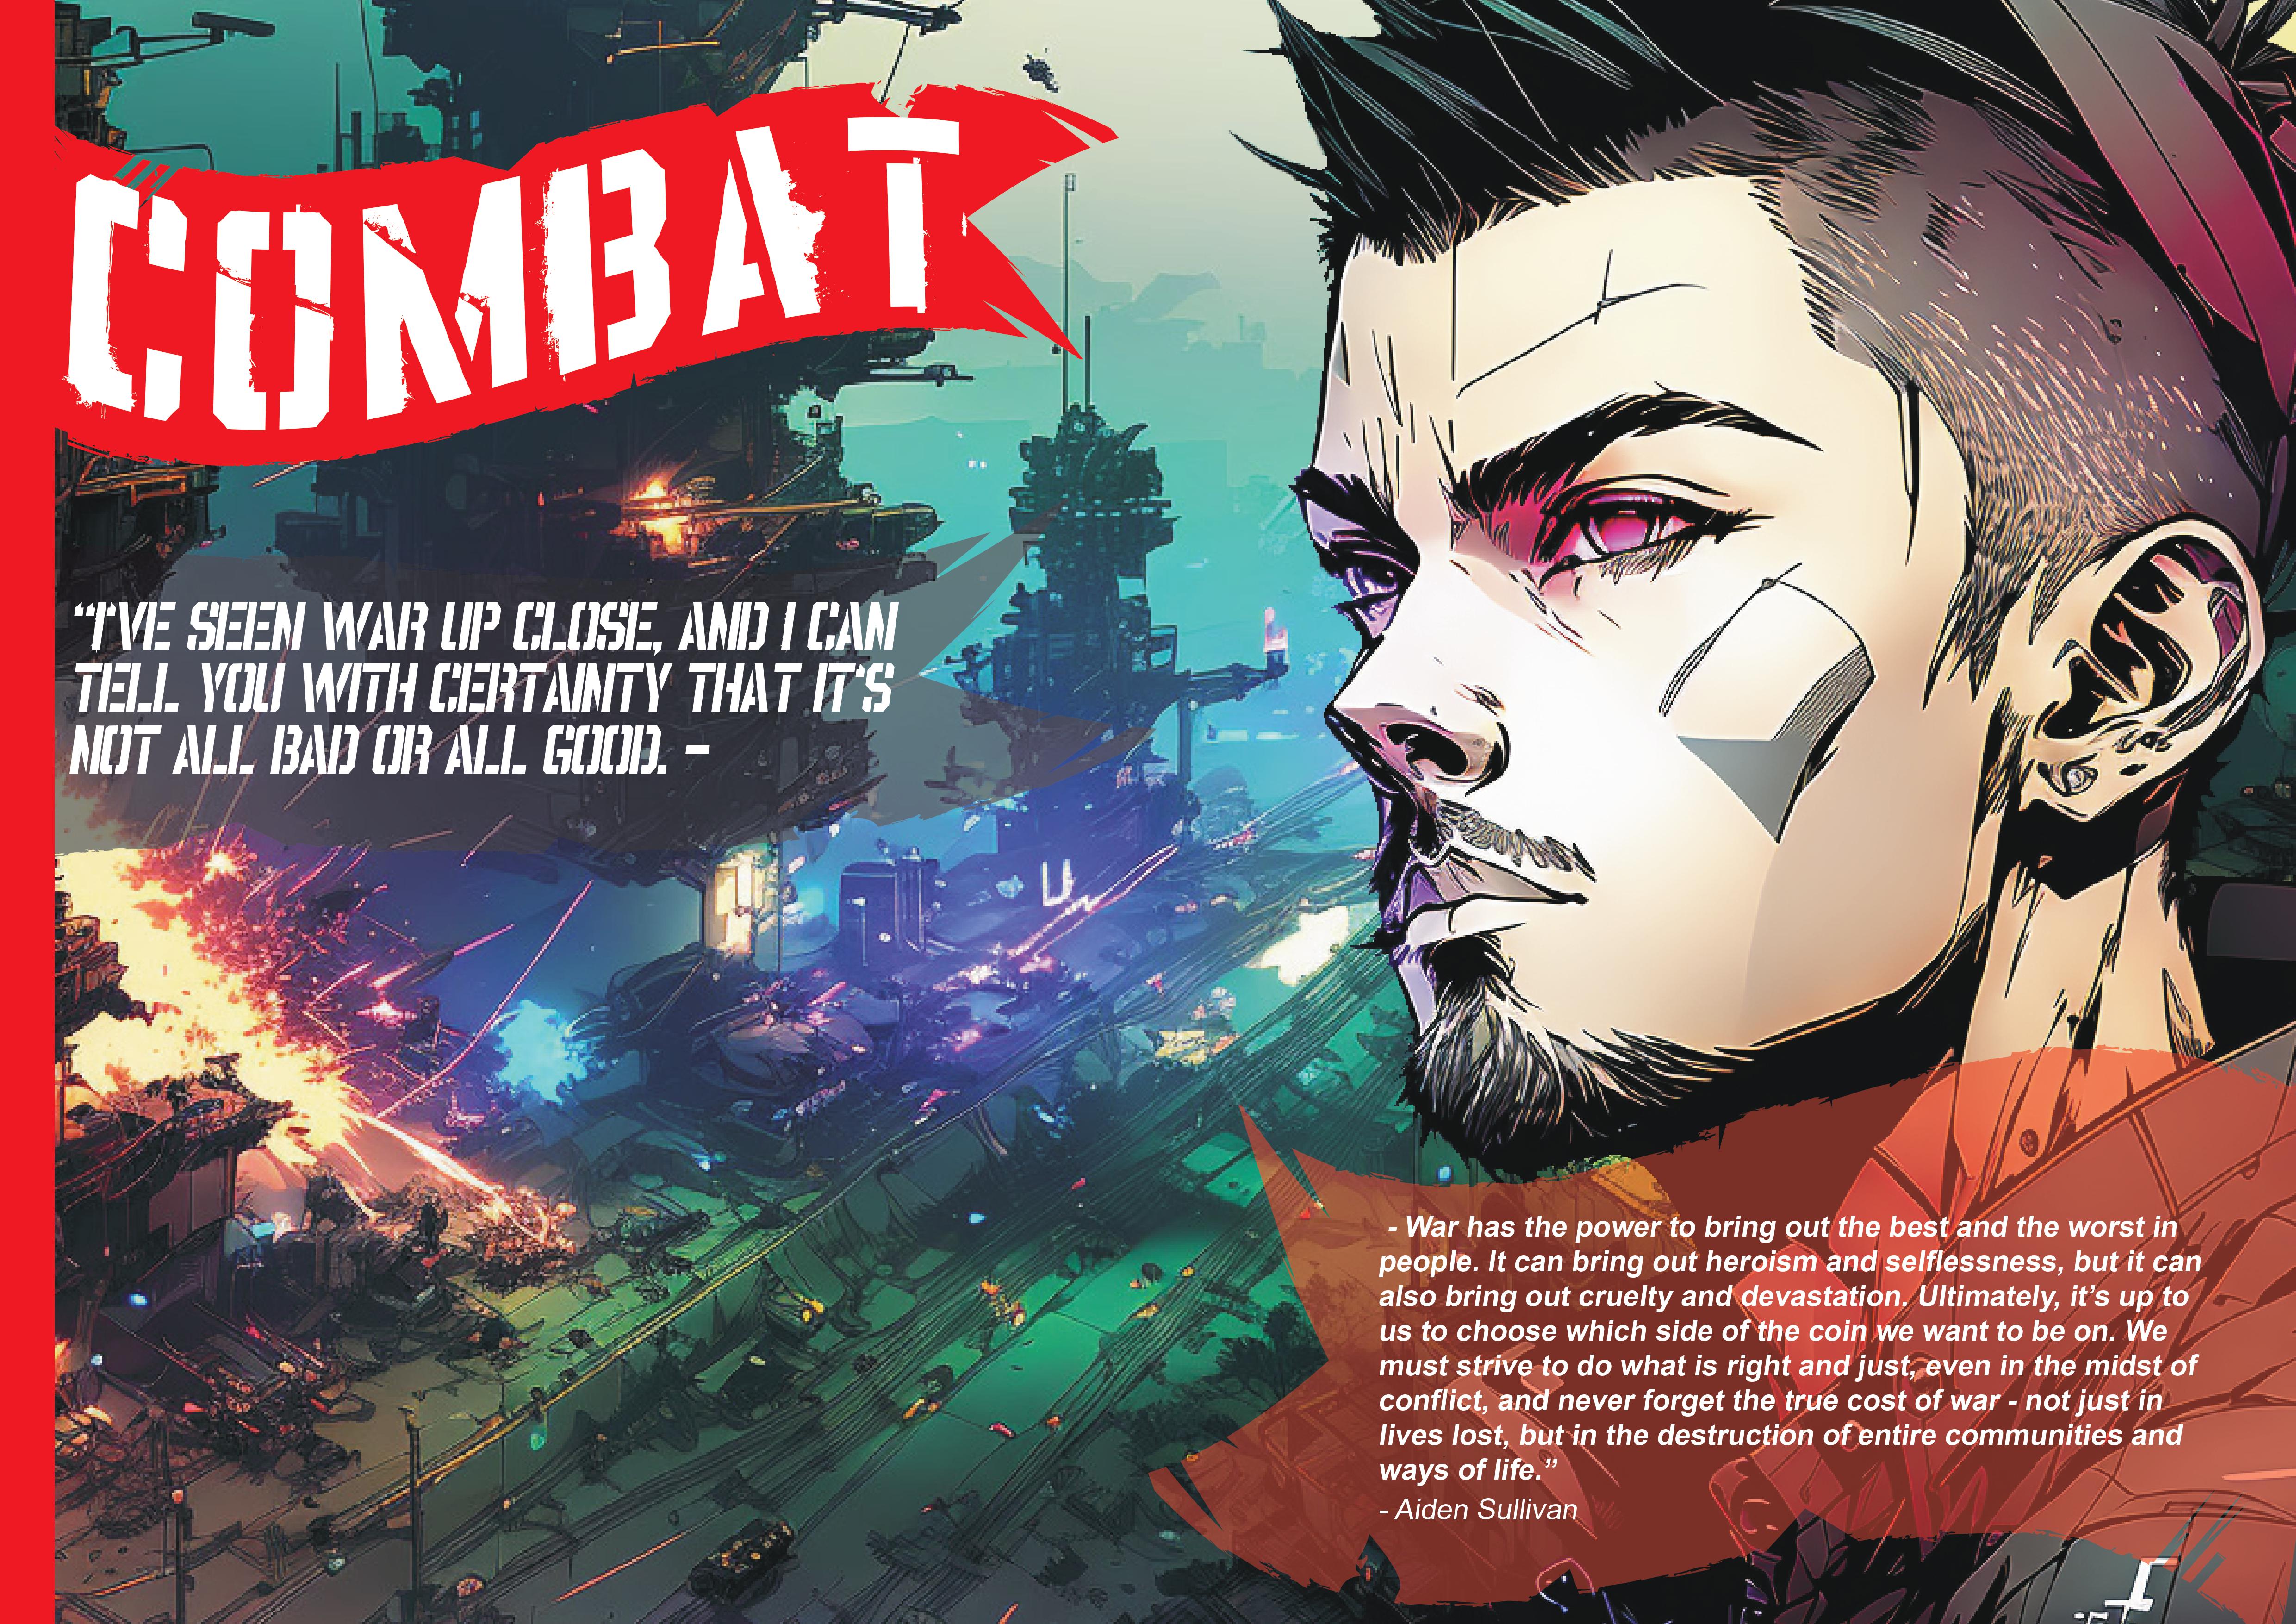 COMBAT
“I'VE SEEN WAR UP CLOSE, AND I CAN
TELL YOU WITH CERTAINTY THAT IT'S
NOT ALL BAD OR ALL GOOD. –
- War has the power to bring out the best and the worst in
people. It can bring out heroism and selflessness, but it can
also bring out cruelty and devastation. Ultimately, it’s up to
us to choose which side of the coin we want to be on. We
must strive to do what is right and just, even in the midst of
conflict, and never forget the true cost of war - not just in
lives lost, but in the destruction of entire communities and
ways of life.”
- Aiden Sullivan